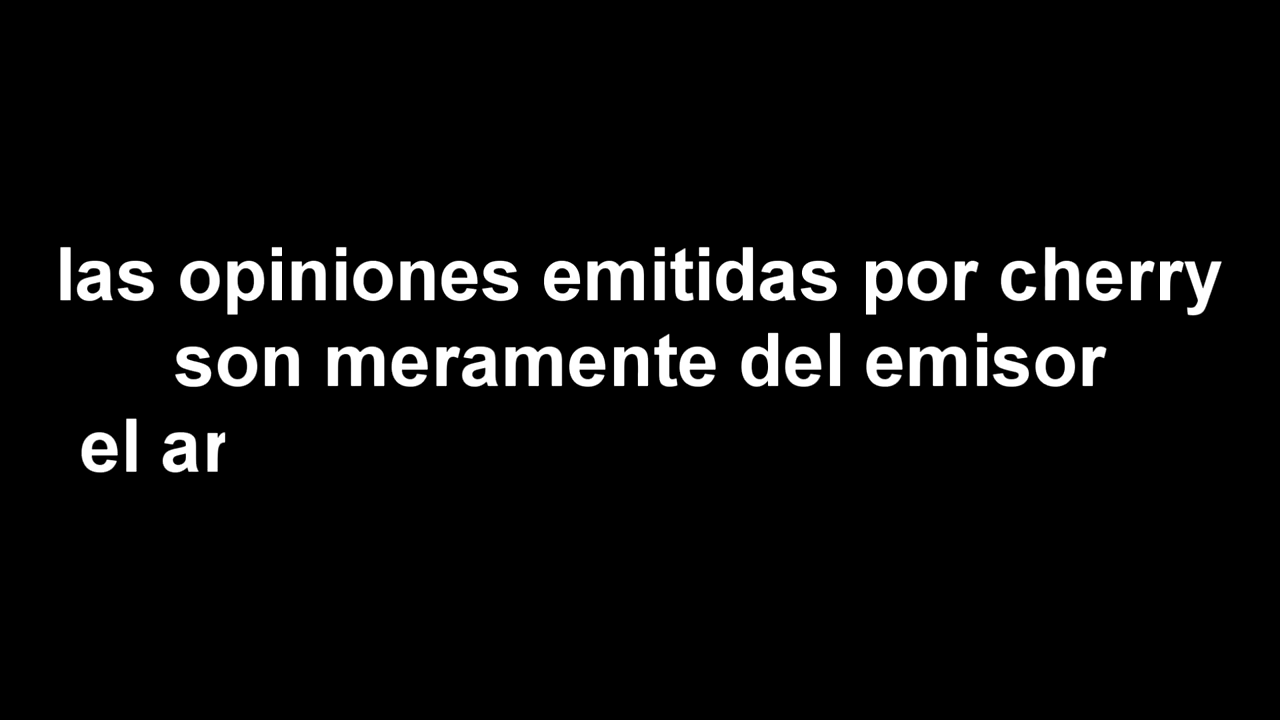 las opiniones emitidas por cherry
son meramente del emisor
el ar